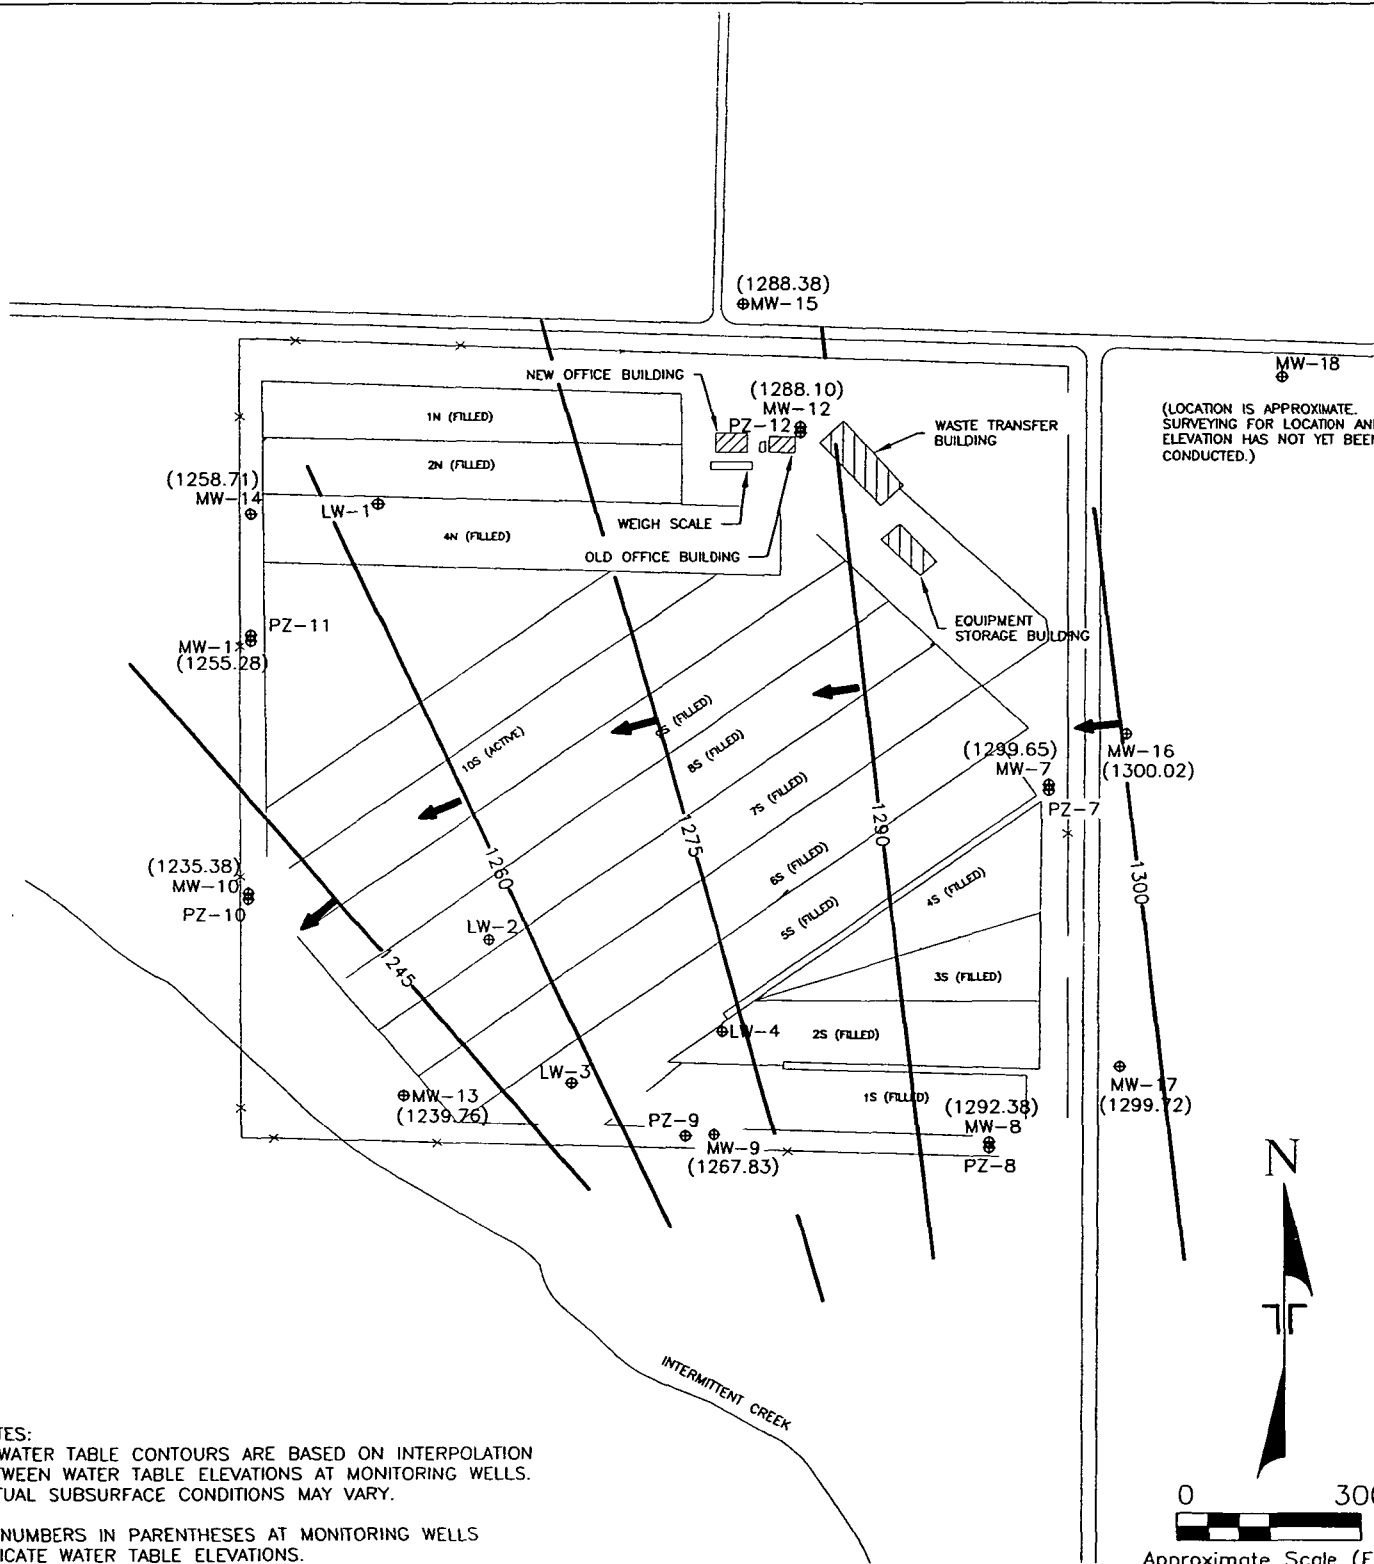 (1288.38)
MW-15
MW-18
(LOCATION IS APPROXIMATE.
SURVEYING FOR LOCATION AN
ELEVATION HAS NOT YET BEEN
CONDUCTED.)
NEW OFFICE BUILDING
(1288.10)
MW-12
PZ-12
WASTE TRANSFER
BUILDING
1N (FILLED)
2N (FILLED)
(1258.71)
MW-14
LW-1
4N (FILLED)
WEIGH SCALE
OLD OFFICE BUILDING
PZ-11
MW-1
(1255.28)
EQUIPMENT
STORAGE BUILDING
10S (ACTIVE)
(FILLED)
8S (FILLED)
7S (FILLED)
(1299.65)
MW-7
PZ-7
MW-16
(1300.02)
1260
1275
1290
1300
6S (FILLED)
5S (FILLED)
4S (FILLED)
(1235.38)
MW-10
PZ-10
LW-2
1245
3S (FILLED)
LW-4
2S (FILLED)
LW-3
1S (FILLED)
MW-13
(1239.76)
PZ-9
MW-9
(1267.83)
(1292.38)
MW-8
PZ-8
MW-17
(1299.72)
N
INTERMITTENT CREEK
TES:
WATER TABLE CONTOURS ARE BASED ON INTERPOLATION
TWEEN WATER TABLE ELEVATIONS AT MONITORING WELLS.
TUAL SUBSURFACE CONDITIONS MAY VARY.
NUMBERS IN PARENTHESES AT MONITORING WELLS
ICATE WATER TABLE ELEVATIONS.
0 300
Approximate Scale (F